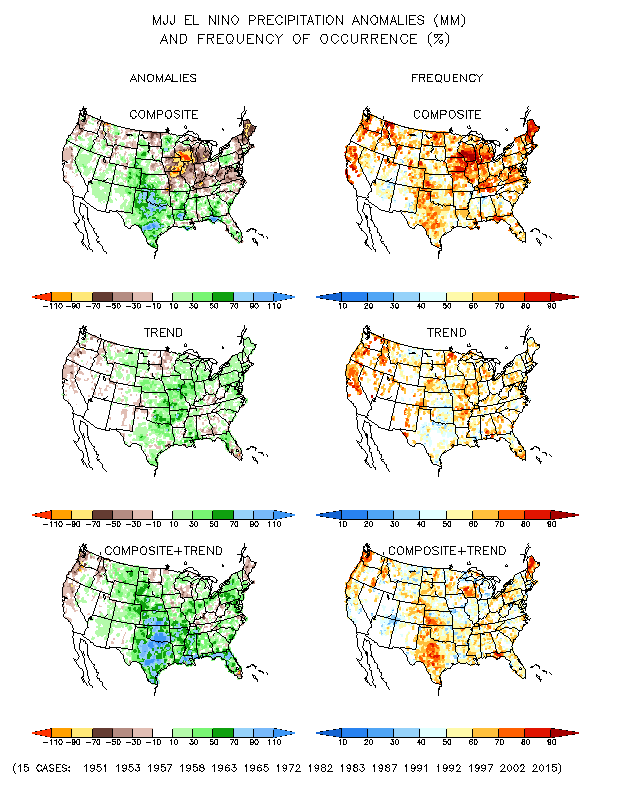 MJJ EL NINO PRECIPITATION ANOMALIES (MM)
AND FREQUENCY OF OCCURRENCE (%)
ANOMALIES FREQUENCY
COMPOSITE COMPOSITE
-110 -90 -70 -50 -30 -10 10 30 50 70 90 110 10 20 30 40 50 60 70 80 90
TREND TREND
-110 -90 -70 -50 -30 -10 10 30 50 70 90 110 10 20 30 40 50 60 70 80 90
COMPOSITE+TREND COMPOSITE+TREND
-110 -90 -70 -50 -30 -10 10 30 50 70 90 110 10 20 30 40 50 60 70 80 90
(15 CASES: 1951 1953 1957 1958 1963 1965 1972 1982 1983 1987 1991 1992 1997 2002 2015)